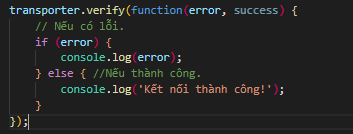 transporter.verify(function(error, success) {
    // Nếu có lỗi.
    if (error) {
        console.log(error);
    } else { //Nếu thành công.
        console.log('Kết nối thành công!');
    }
});